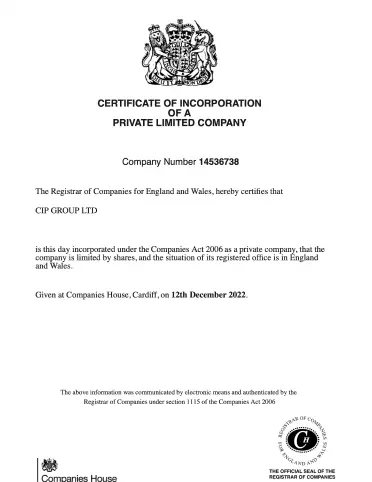 CERTIFICATE OF INCORPORATION
OF A
PRIVATE LIMITED COMPANY
Company Number 14536738
The Registrar of Companies for England and Wales, hereby certifies that
CIP GROUP LTD
is this day incorporated under the Companies Act 2006 as a private company, that the
company is limited by shares, and the situation of its registered office is in England
and Wales.
Given at Companies House, Cardiff, on 12th December 2022.
The above information was communicated by electronic means and authenticated by the
Registrar of Companies under section 1115 of the Companies Act 2006
REGISTRAR OF COMPANIES
FOR ENGLAND AND WALES
CH
Companies House
THE OFFICIAL SEAL OF THE
REGISTRAR OF COMPANIES